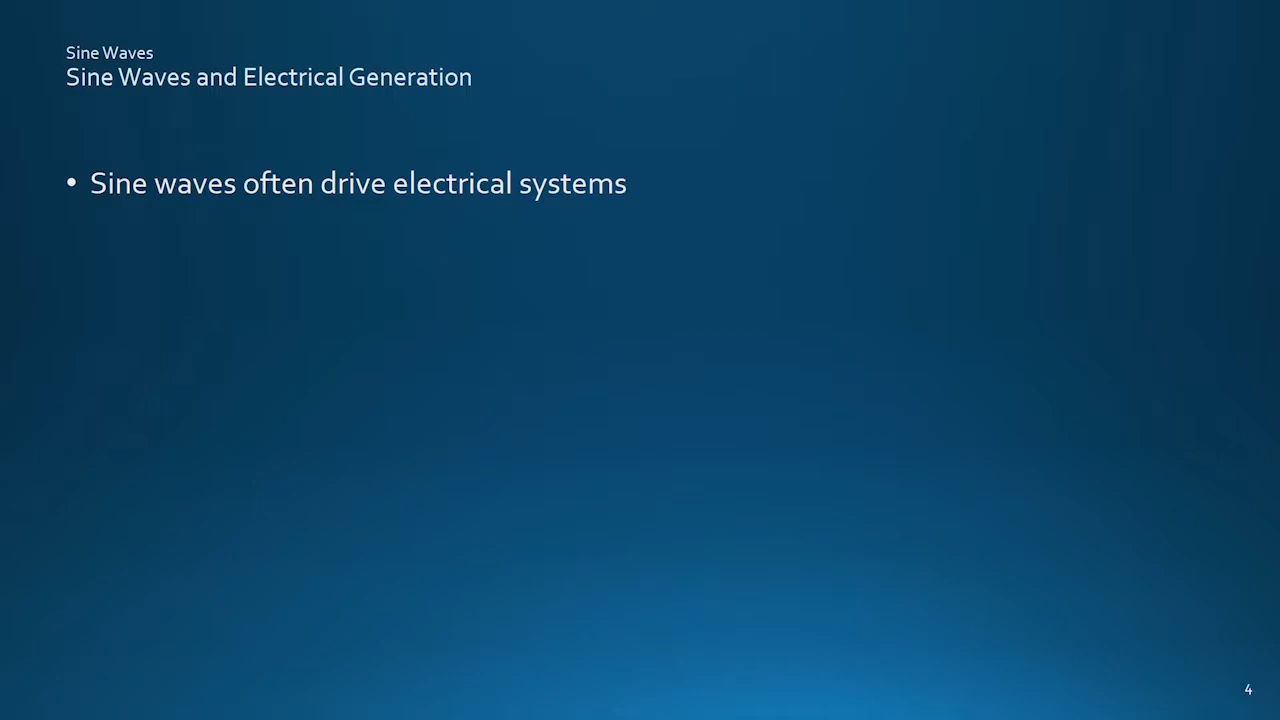 Sine Waves
Sine Waves and Electrical Generation
• Sine waves often drive electrical systems
4